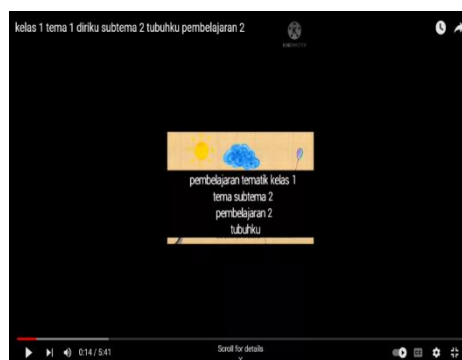 kelas 1 tema 1 diriku subtema 2 tubuhku pembelajaran 2
KINEMASTER
pembelajaran tematik kelas 1
tema subtema 2
pembelajaran 2
tubuhku
0:14 / 5:41
Scroll for details